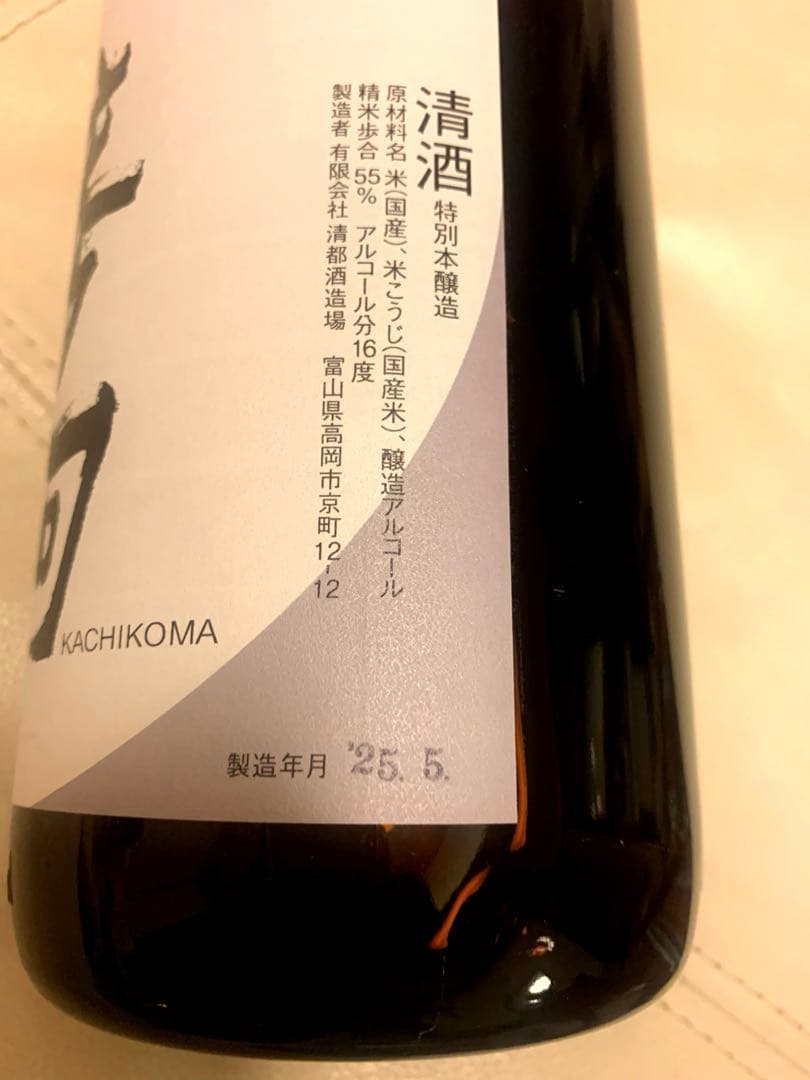 清酒 特別本醸造
原材料名 米(国産)、米こうじ(国産米)、醸造アルコール
精米歩合 55% アルコール分16度
製造者 有限会社 清都酒造場 富山県高岡市京町12-12
KACHIKOMA
製造年月 '25. 5.